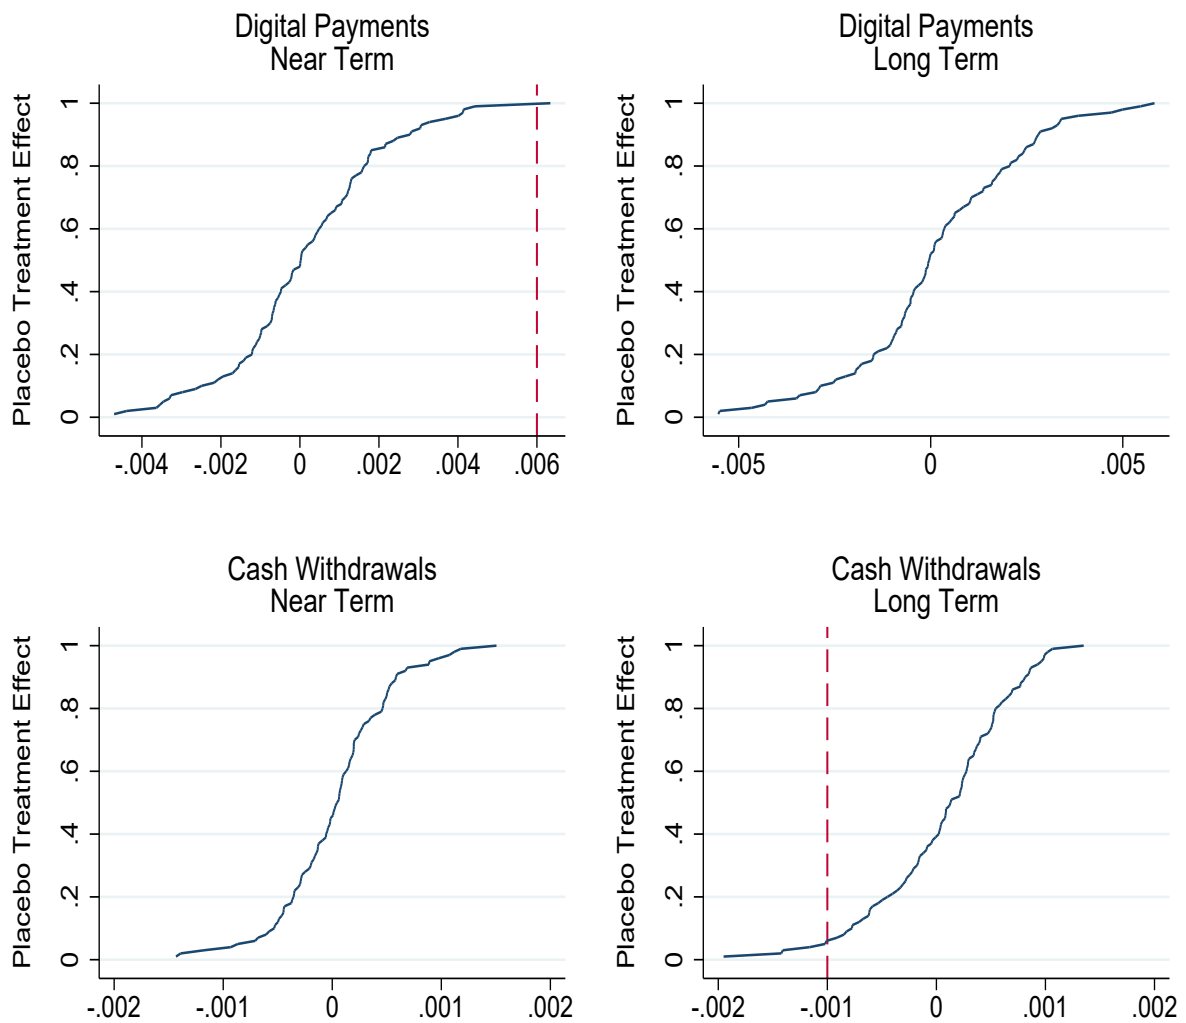 Digital Payments
Near Term
Placebo Treatment Effect
1
.8
.6
.4
.2
0
-.004 -.002 0 .002 .004 .006
Digital Payments
Long Term
Placebo Treatment Effect
1
.8
.6
.4
.2
0
-.005 0 .005
Cash Withdrawals
Near Term
Placebo Treatment Effect
1
.8
.6
.4
.2
0
-.002 -.001 0 .001 .002
Cash Withdrawals
Long Term
Placebo Treatment Effect
1
.8
.6
.4
.2
0
-.002 -.001 0 .001 .002